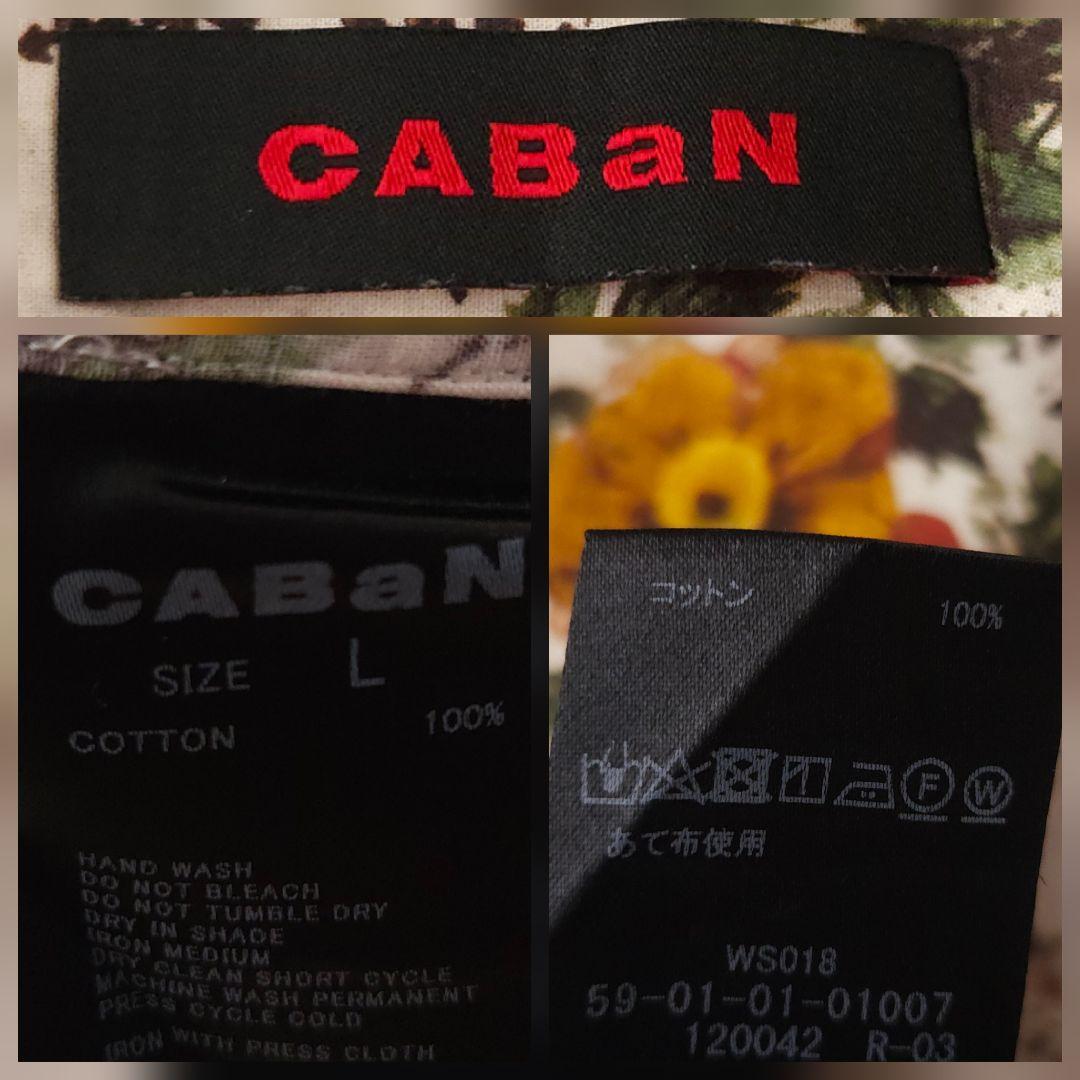 CABaN
CABaN
SIZE L
COTTON 100%
HAND WASH
DO NOT BLEACH
DO NOT TUMBLE DRY
DRY IN SHADE
IRON MEDIUM
DRY CLEAN SHORT CYCLE
MACHINE WASH PERMANENT
PRESS CYCLE COLD
IRON WITH PRESS CLOTH
コットン 100%
F W
あて布使用
WS018
59-01-01-01007
120042 R-03